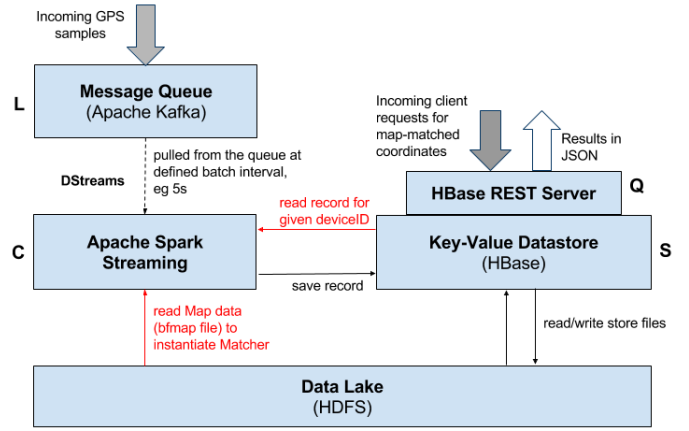 Incoming GPS
samples
L
Message Queue
(Apache Kafka)
Incoming client
requests for
map-matched
coordinates
Results in
JSON
DStreams
pulled from the queue at
defined batch interval,
eg 5s
HBase REST Server
Q
read record for
given deviceID
C
Apache Spark
Streaming
Key-Value Datastore
(HBase)
S
save record
read Map data
(bfmap file) to
instantiate Matcher
read/write store files
Data Lake
(HDFS)